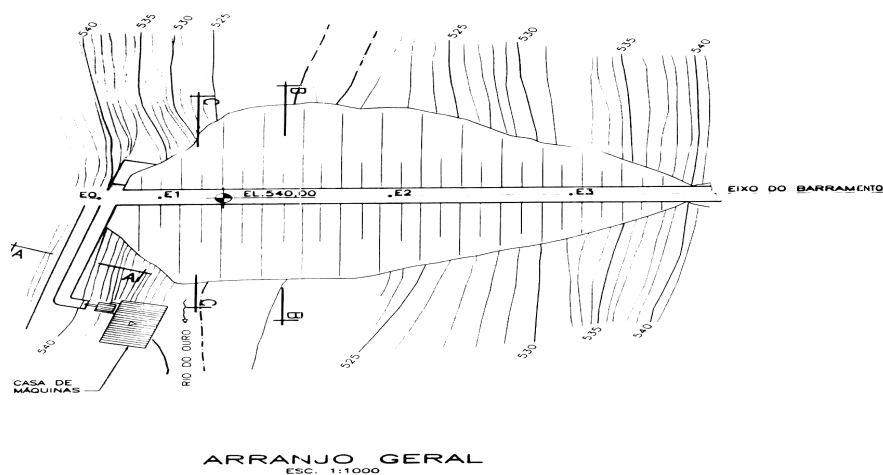 540
535
530
525
525
530
535
540
C
B
E0
E1
EL.540,00
E2
E3
EIXO DO BARRAMENTO
A
A
C
B
RIO DO OURO
540
525
530
535
540
CASA DE
MÁQUINAS
ARRANJO GERAL
ESC. 1:1000